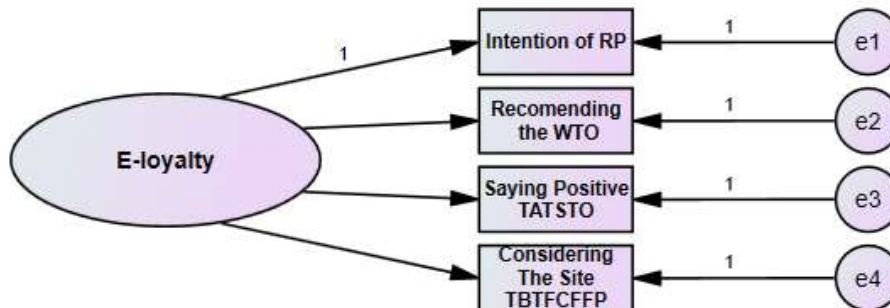 E-loyalty
1
Intention of RP
1
e1
Recomending
the WTO
1
e2
Saying Positive
TATSTO
1
e3
Considering
The Site
TBTFCFFP
1
e4